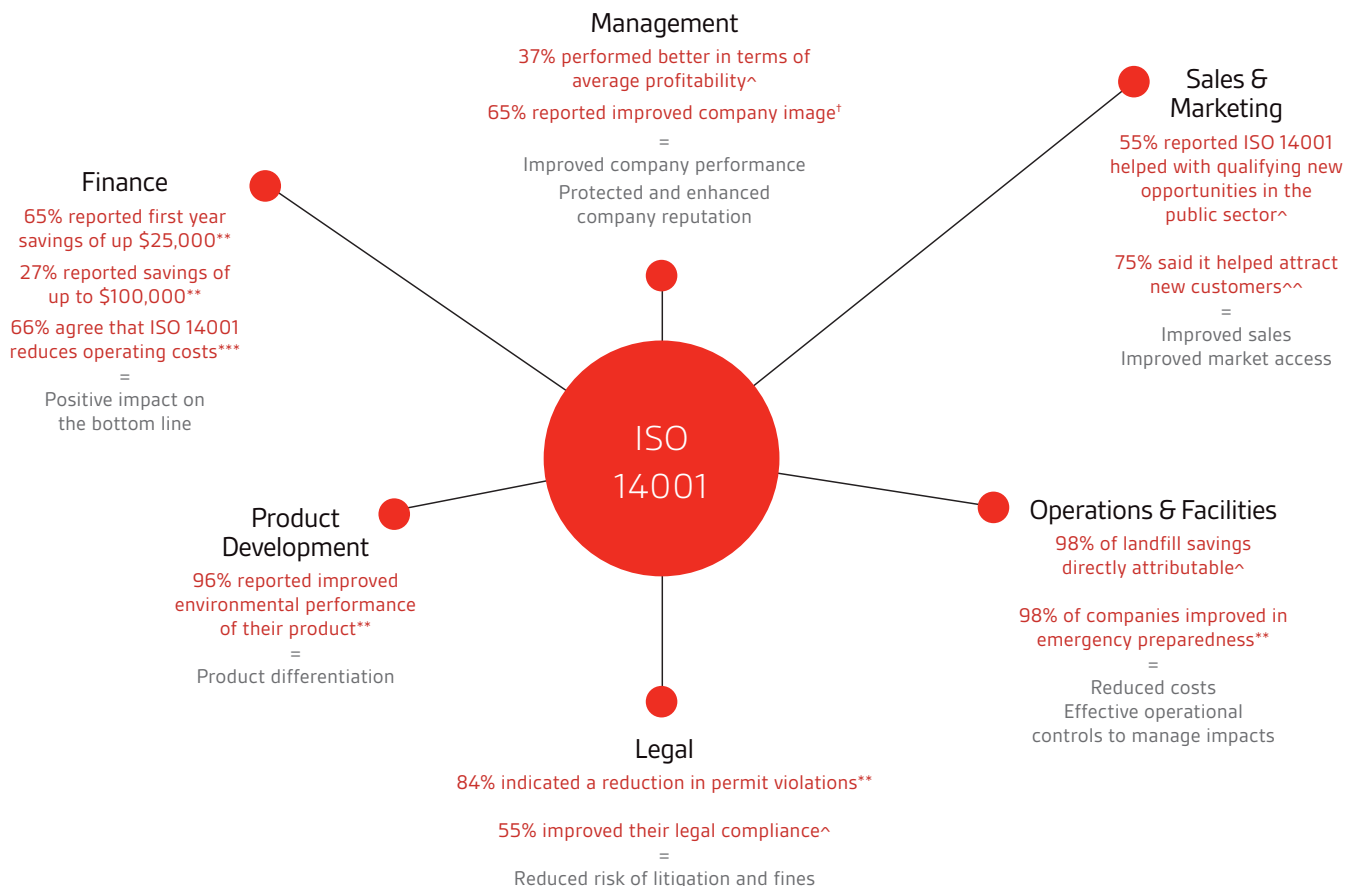 Management
37% performed better in terms of
average profitability^
65% reported improved company image†
=
Improved company performance
Protected and enhanced
company reputation
Sales &
Marketing
55% reported ISO 14001
helped with qualifying new
opportunities in the
public sector^
75% said it helped attract
new customers^^
=
Improved sales
Improved market access
Finance
65% reported first year
savings of up $25,000**
27% reported savings of
up to $100,000**
66% agree that ISO 14001
reduces operating costs***
=
Positive impact on
the bottom line
ISO
14001
Product
Development
96% reported improved
environmental performance
of their product**
=
Product differentiation
Operations & Facilities
98% of landfill savings
directly attributable^
98% of companies improved in
emergency preparedness**
=
Reduced costs
Effective operational
controls to manage impacts
Legal
84% indicated a reduction in permit violations**
55% improved their legal compliance^
=
Reduced risk of litigation and fines